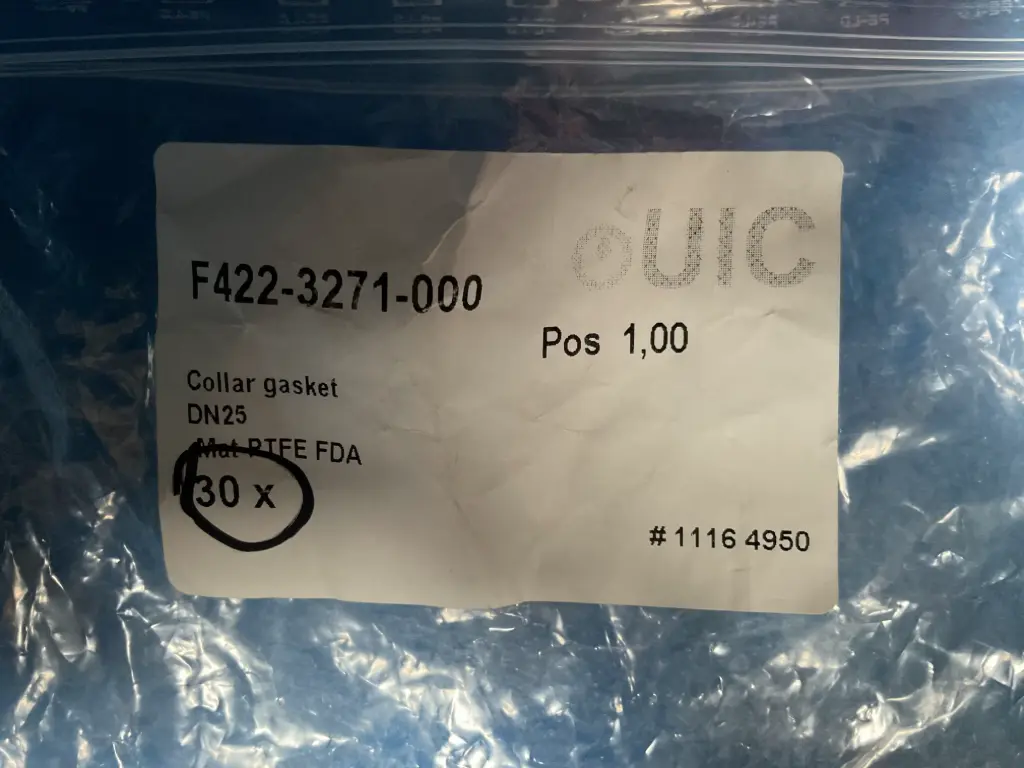 UIC
F422-3271-000
Pos 1,00
Collar gasket
DN25
Mat PTFE FDA
30 x
# 1116 4950